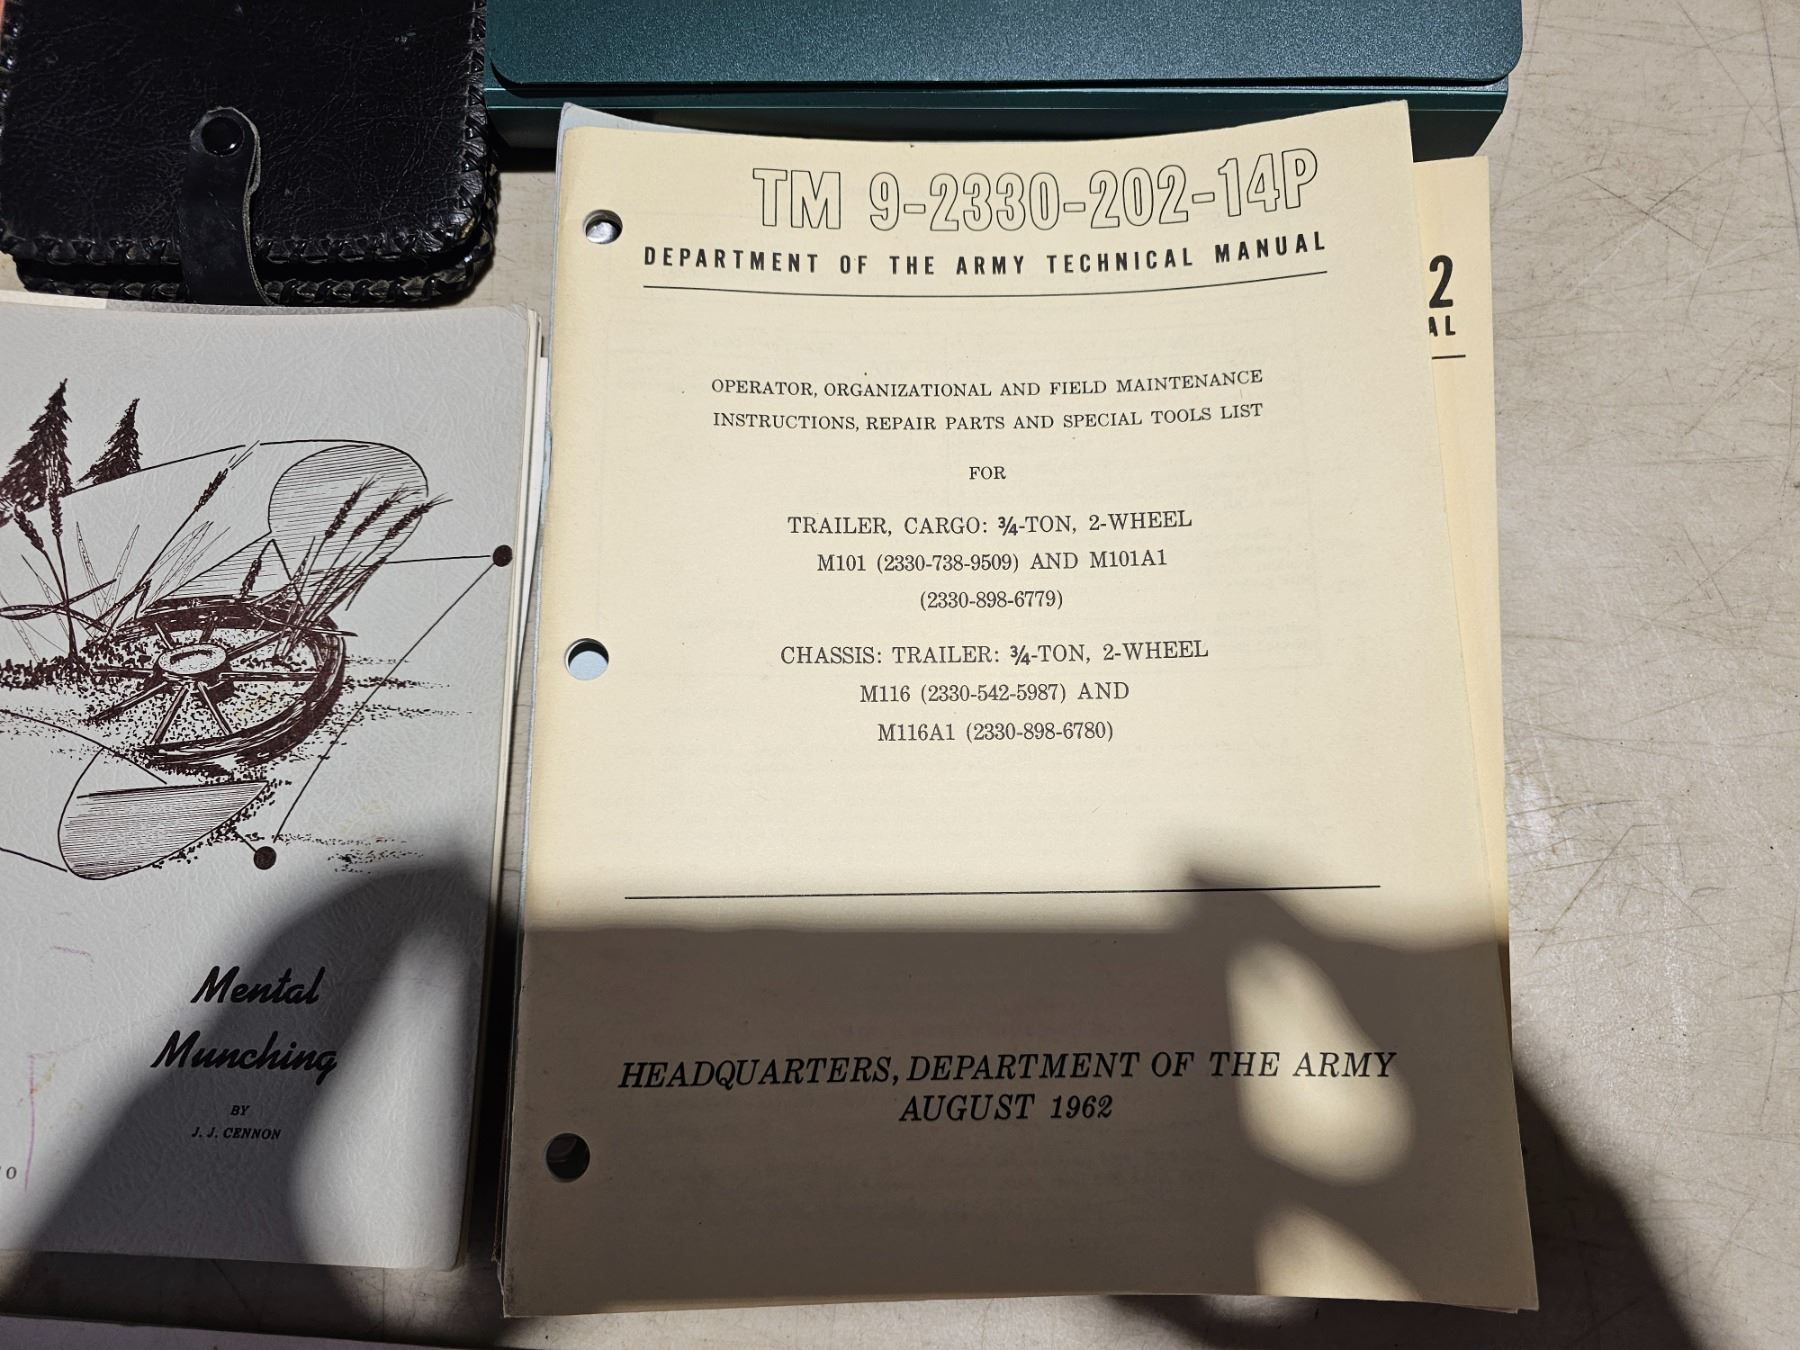 TM 9-2330-202-14P
DEPARTMENT OF THE ARMY TECHNICAL MANUAL
OPERATOR, ORGANIZATIONAL AND FIELD MAINTENANCE
INSTRUCTIONS, REPAIR PARTS AND SPECIAL TOOLS LIST
FOR
TRAILER, CARGO: ¾-TON, 2-WHEEL
M101 (2330-738-9509) AND M101A1
(2330-898-6779)
CHASSIS: TRAILER: ¾-TON, 2-WHEEL
M116 (2330-542-5987) AND
M116A1 (2330-898-6780)
HEADQUARTERS, DEPARTMENT OF THE ARMY
AUGUST 1962
2
AL
Mental
Munching
BY
J. J. CENNON